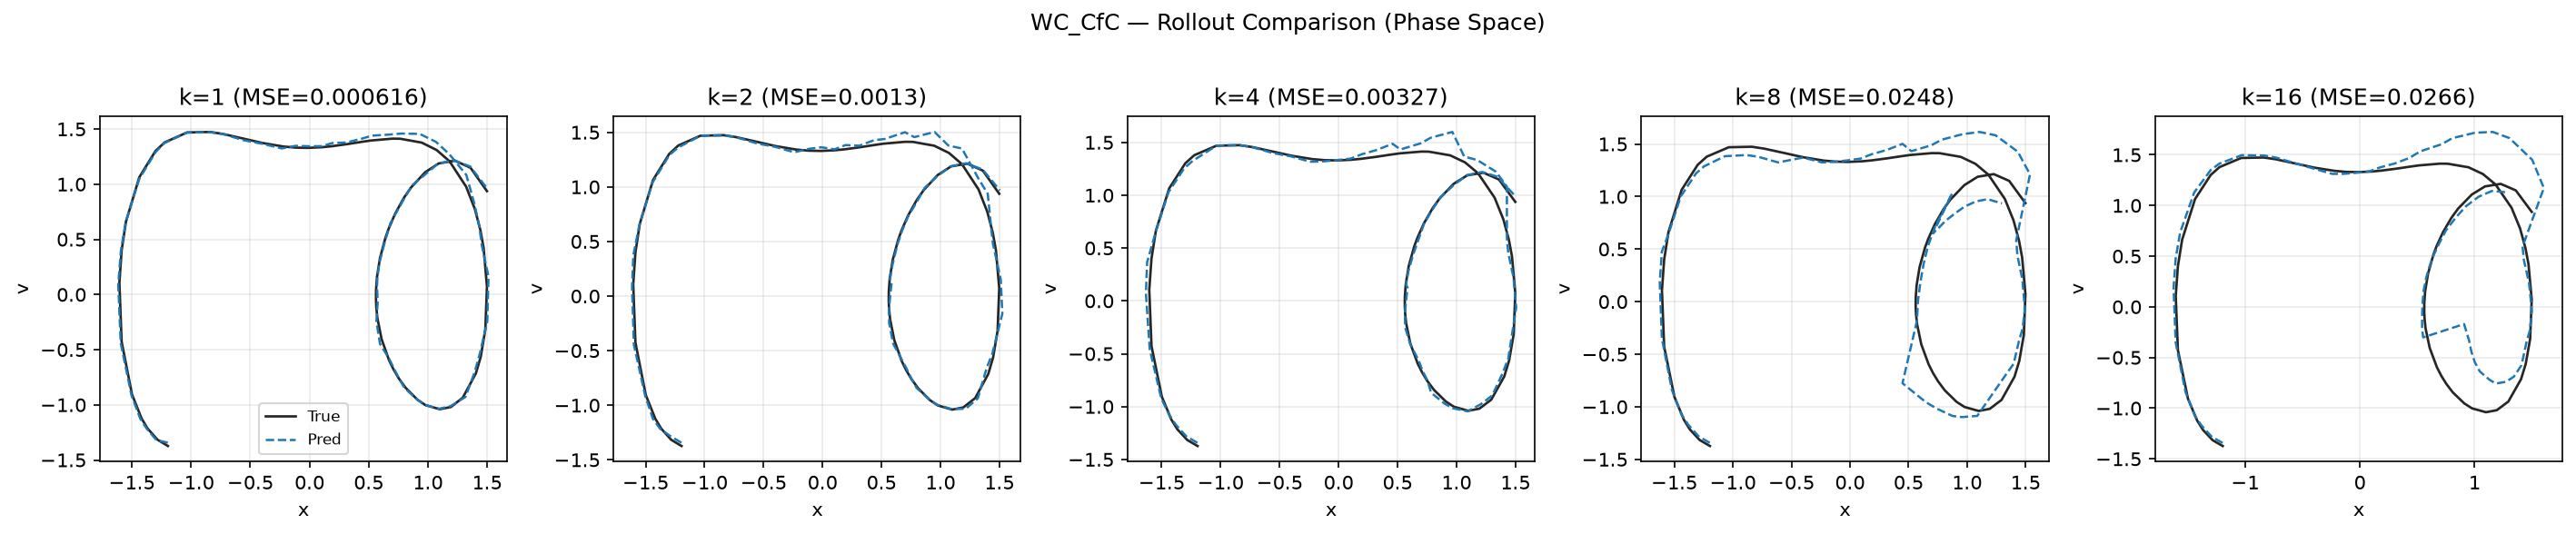 WC_CfC — Rollout Comparison (Phase Space)
k=1 (MSE=0.000616)
1.5
1.0
0.5
0.0
−0.5
−1.0
−1.5
v
True
Pred
−1.5 −1.0 −0.5 0.0 0.5 1.0 1.5
x
k=2 (MSE=0.0013)
1.5
1.0
0.5
0.0
−0.5
−1.0
−1.5
v
−1.5 −1.0 −0.5 0.0 0.5 1.0 1.5
x
k=4 (MSE=0.00327)
1.5
1.0
0.5
0.0
−0.5
−1.0
−1.5
v
−1.5 −1.0 −0.5 0.0 0.5 1.0 1.5
x
k=8 (MSE=0.0248)
1.5
1.0
0.5
0.0
−0.5
−1.0
−1.5
v
−1.5 −1.0 −0.5 0.0 0.5 1.0 1.5
x
k=16 (MSE=0.0266)
1.5
1.0
0.5
0.0
−0.5
−1.0
−1.5
v
−1 0 1
x